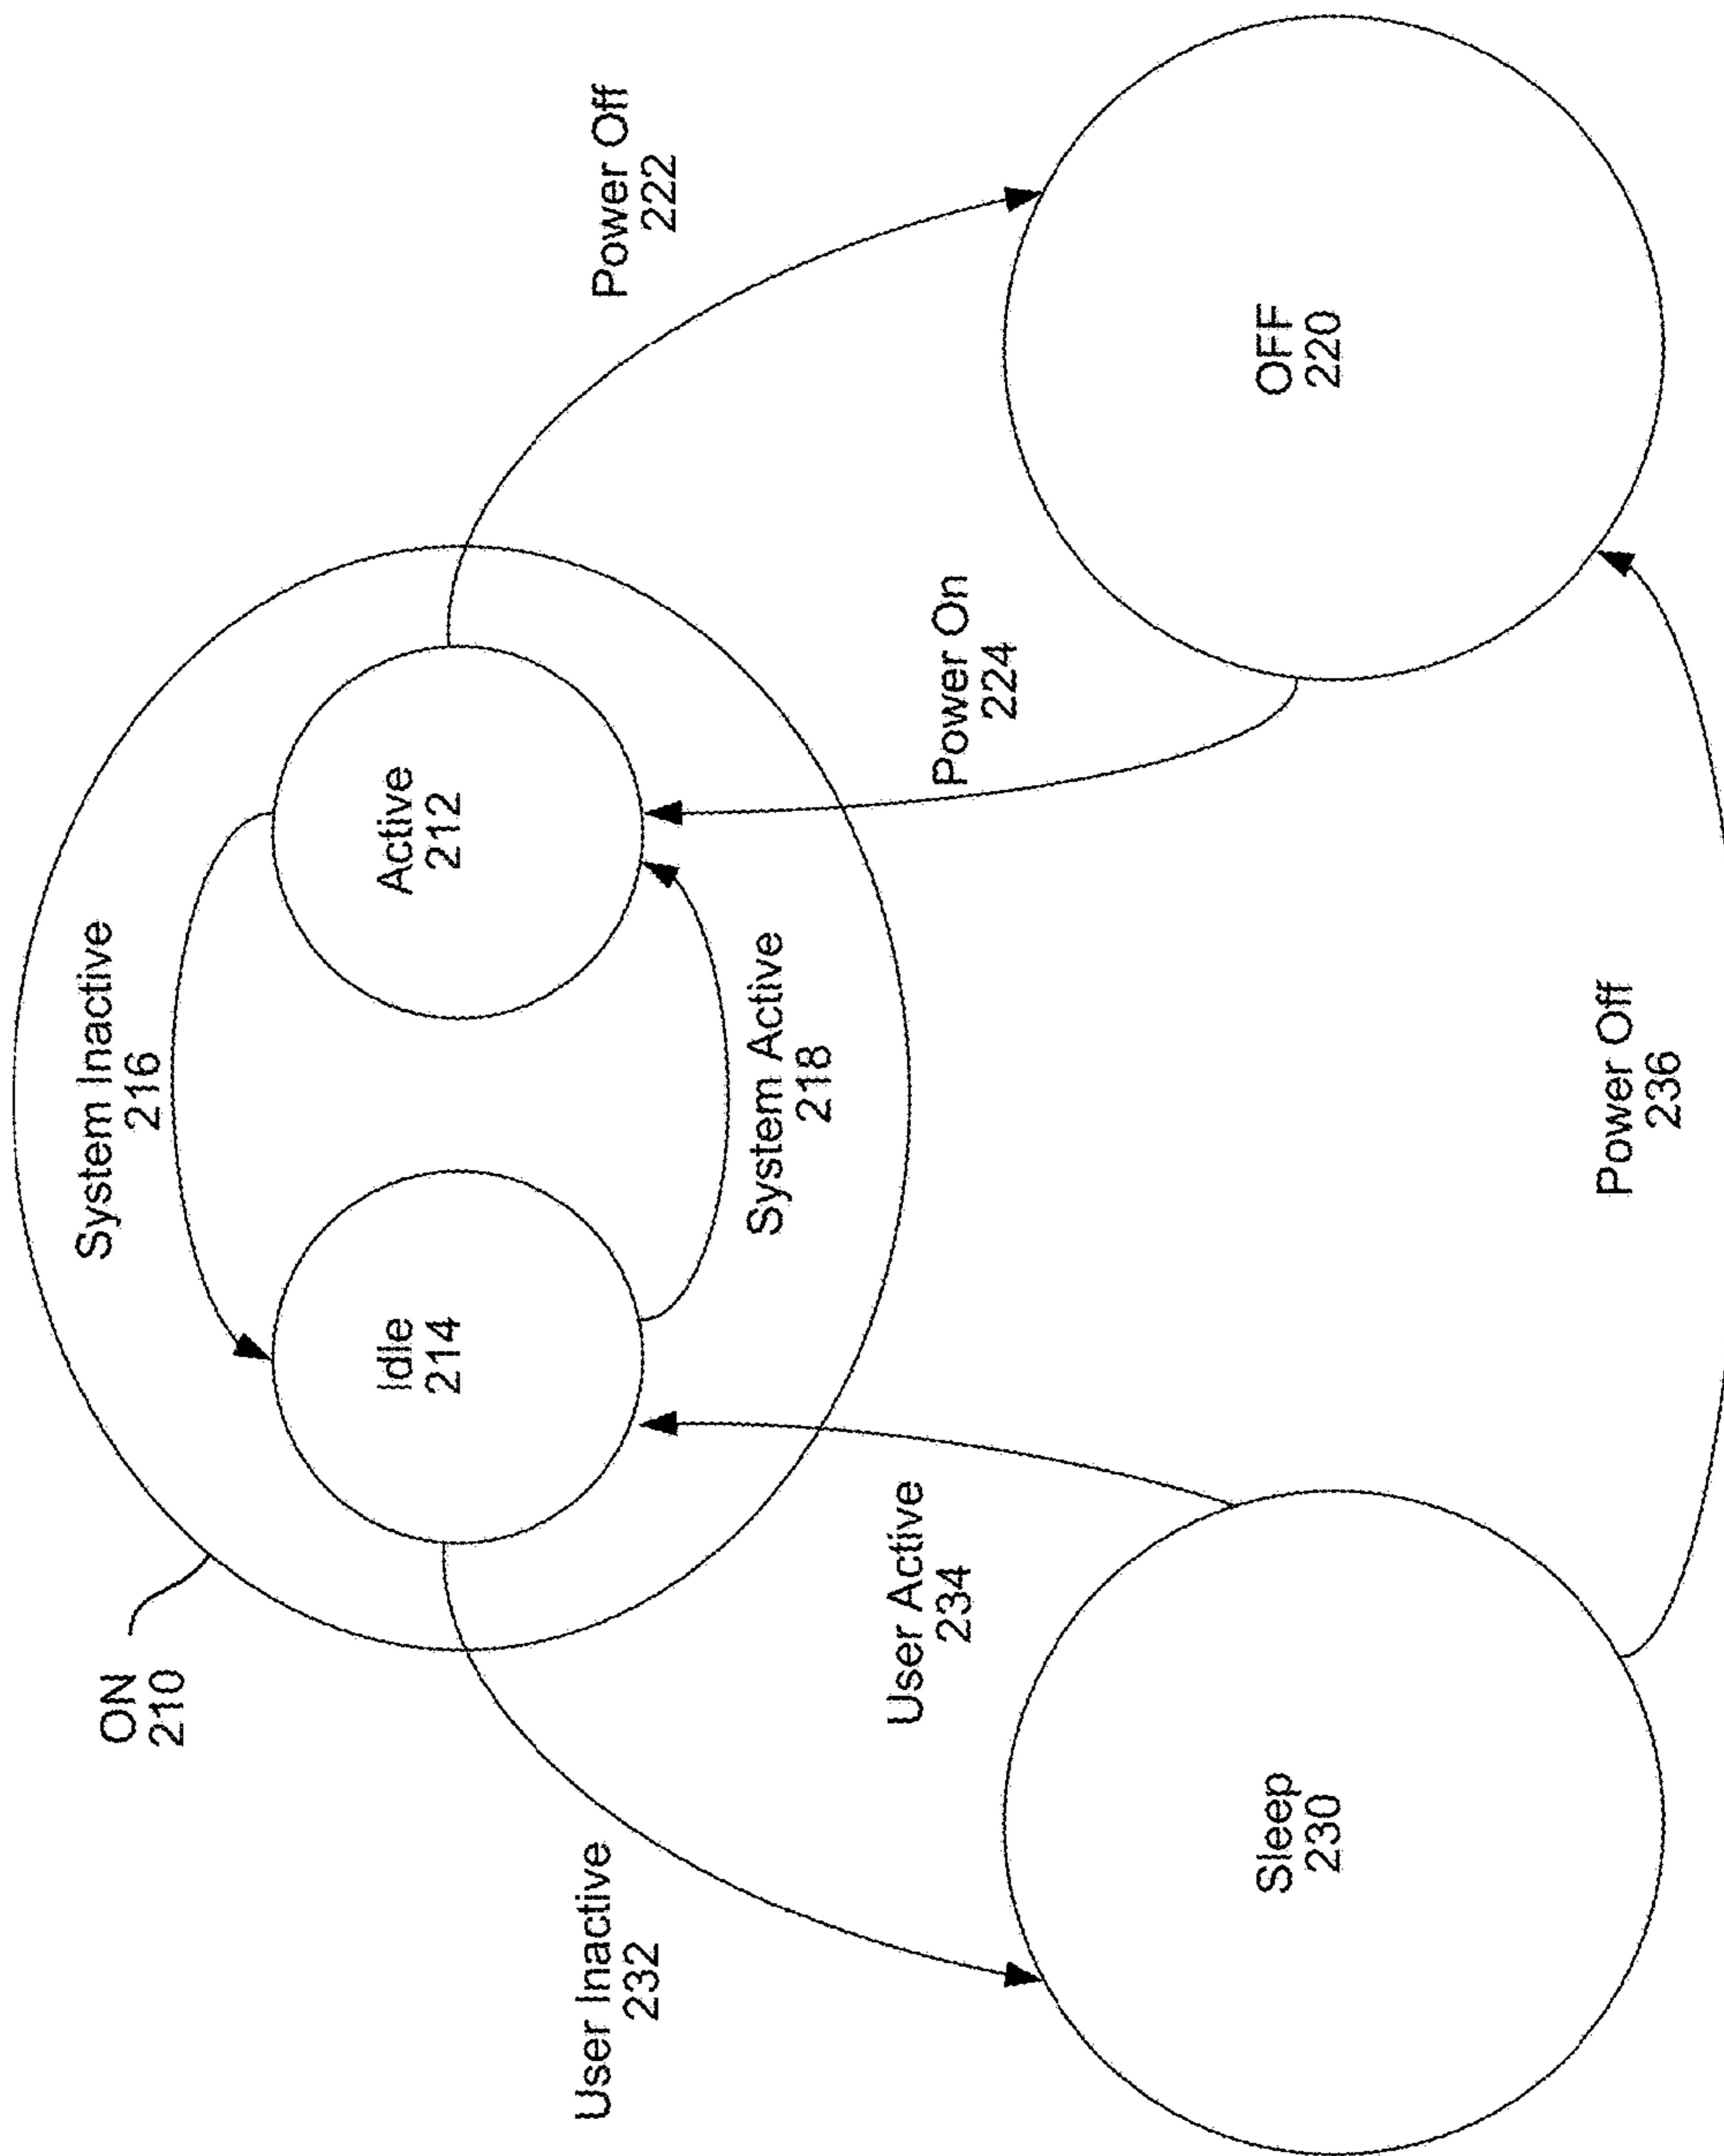 ON
210
System Inactive
216
Idle
214
Active
212
System Active
218
User Inactive
232
Power Off
222
User Active
234
Power On
224
Sleep
230
OFF
220
Power Off
236